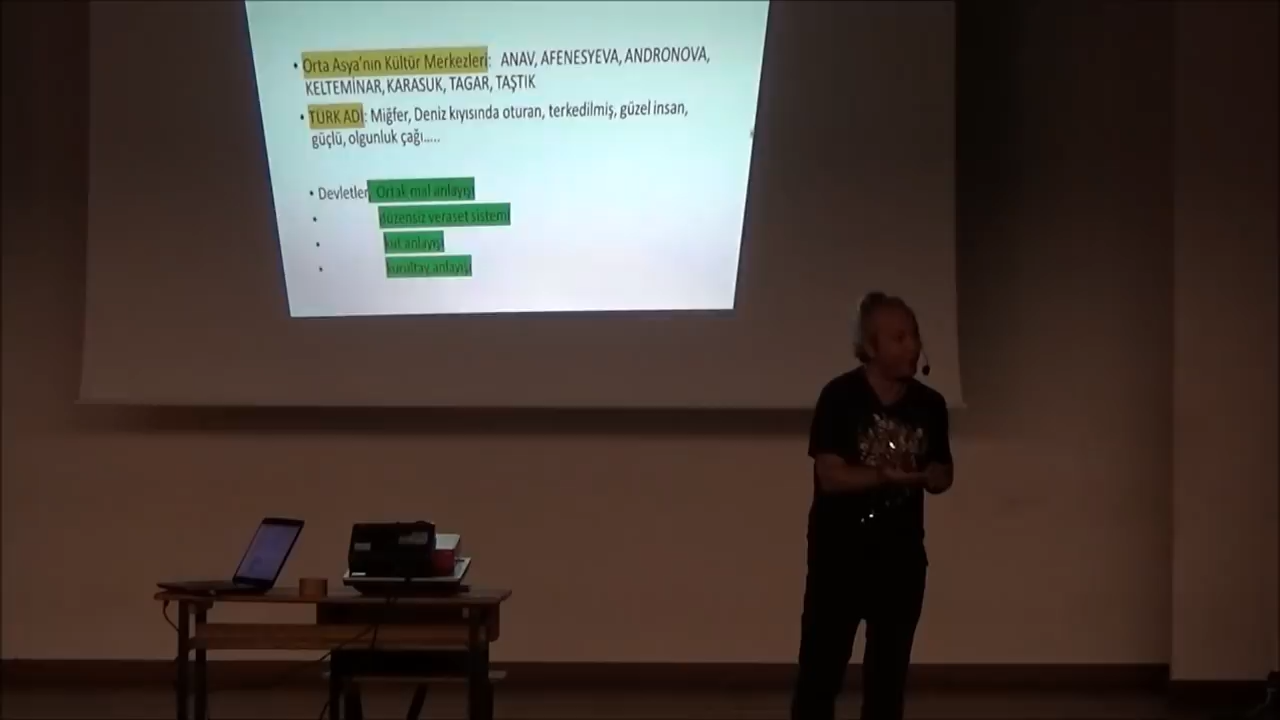 • Orta Asya'nın Kültür Merkezleri: ANAV, AFENESYEVA, ANDRONOVA,
KELTEMİNAR, KARASUK, TAGAR, TAŞTIK
• TÜRK ADI: Miğfer, Deniz kıyısında oturan, terkedilmiş, güzel insan,
güçlü, olgunluk çağı.....
• Devletler Ortak mal anlayışı
• düzensiz veraset sistemi
• kut anlayışı
• kurultay anlayışı